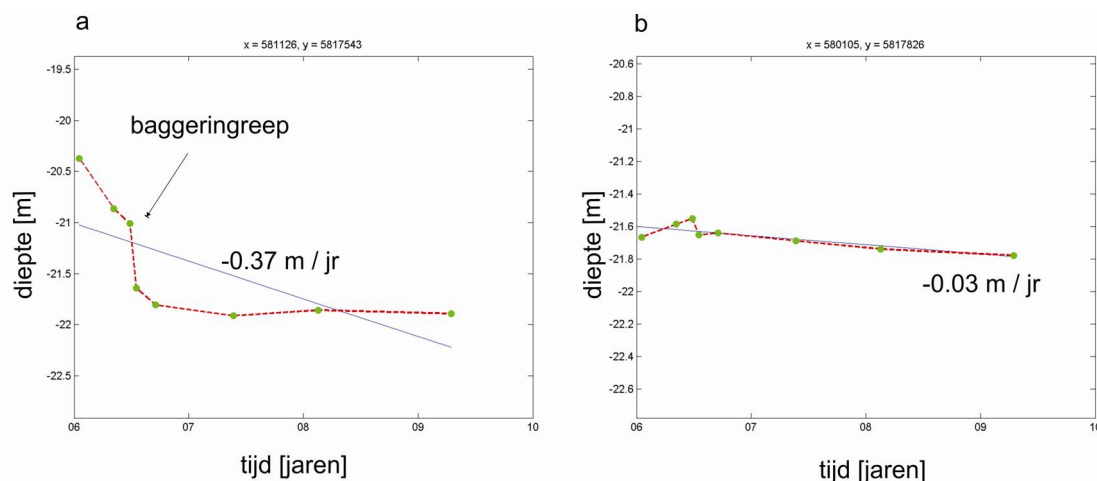 a
x = 581126, y = 5817543
-19.5
-20
-20.5
-21
-21.5
-22
-22.5
baggeringreep
-0.37 m / jr
diepte [m]
06
07
08
09
10
tijd [jaren]
b
x = 580105, y = 5817826
-20.6
-20.8
-21
-21.2
-21.4
-21.6
-21.8
-22
-22.2
-22.4
-22.6
-0.03 m / jr
diepte [m]
06
07
08
09
10
tijd [jaren]